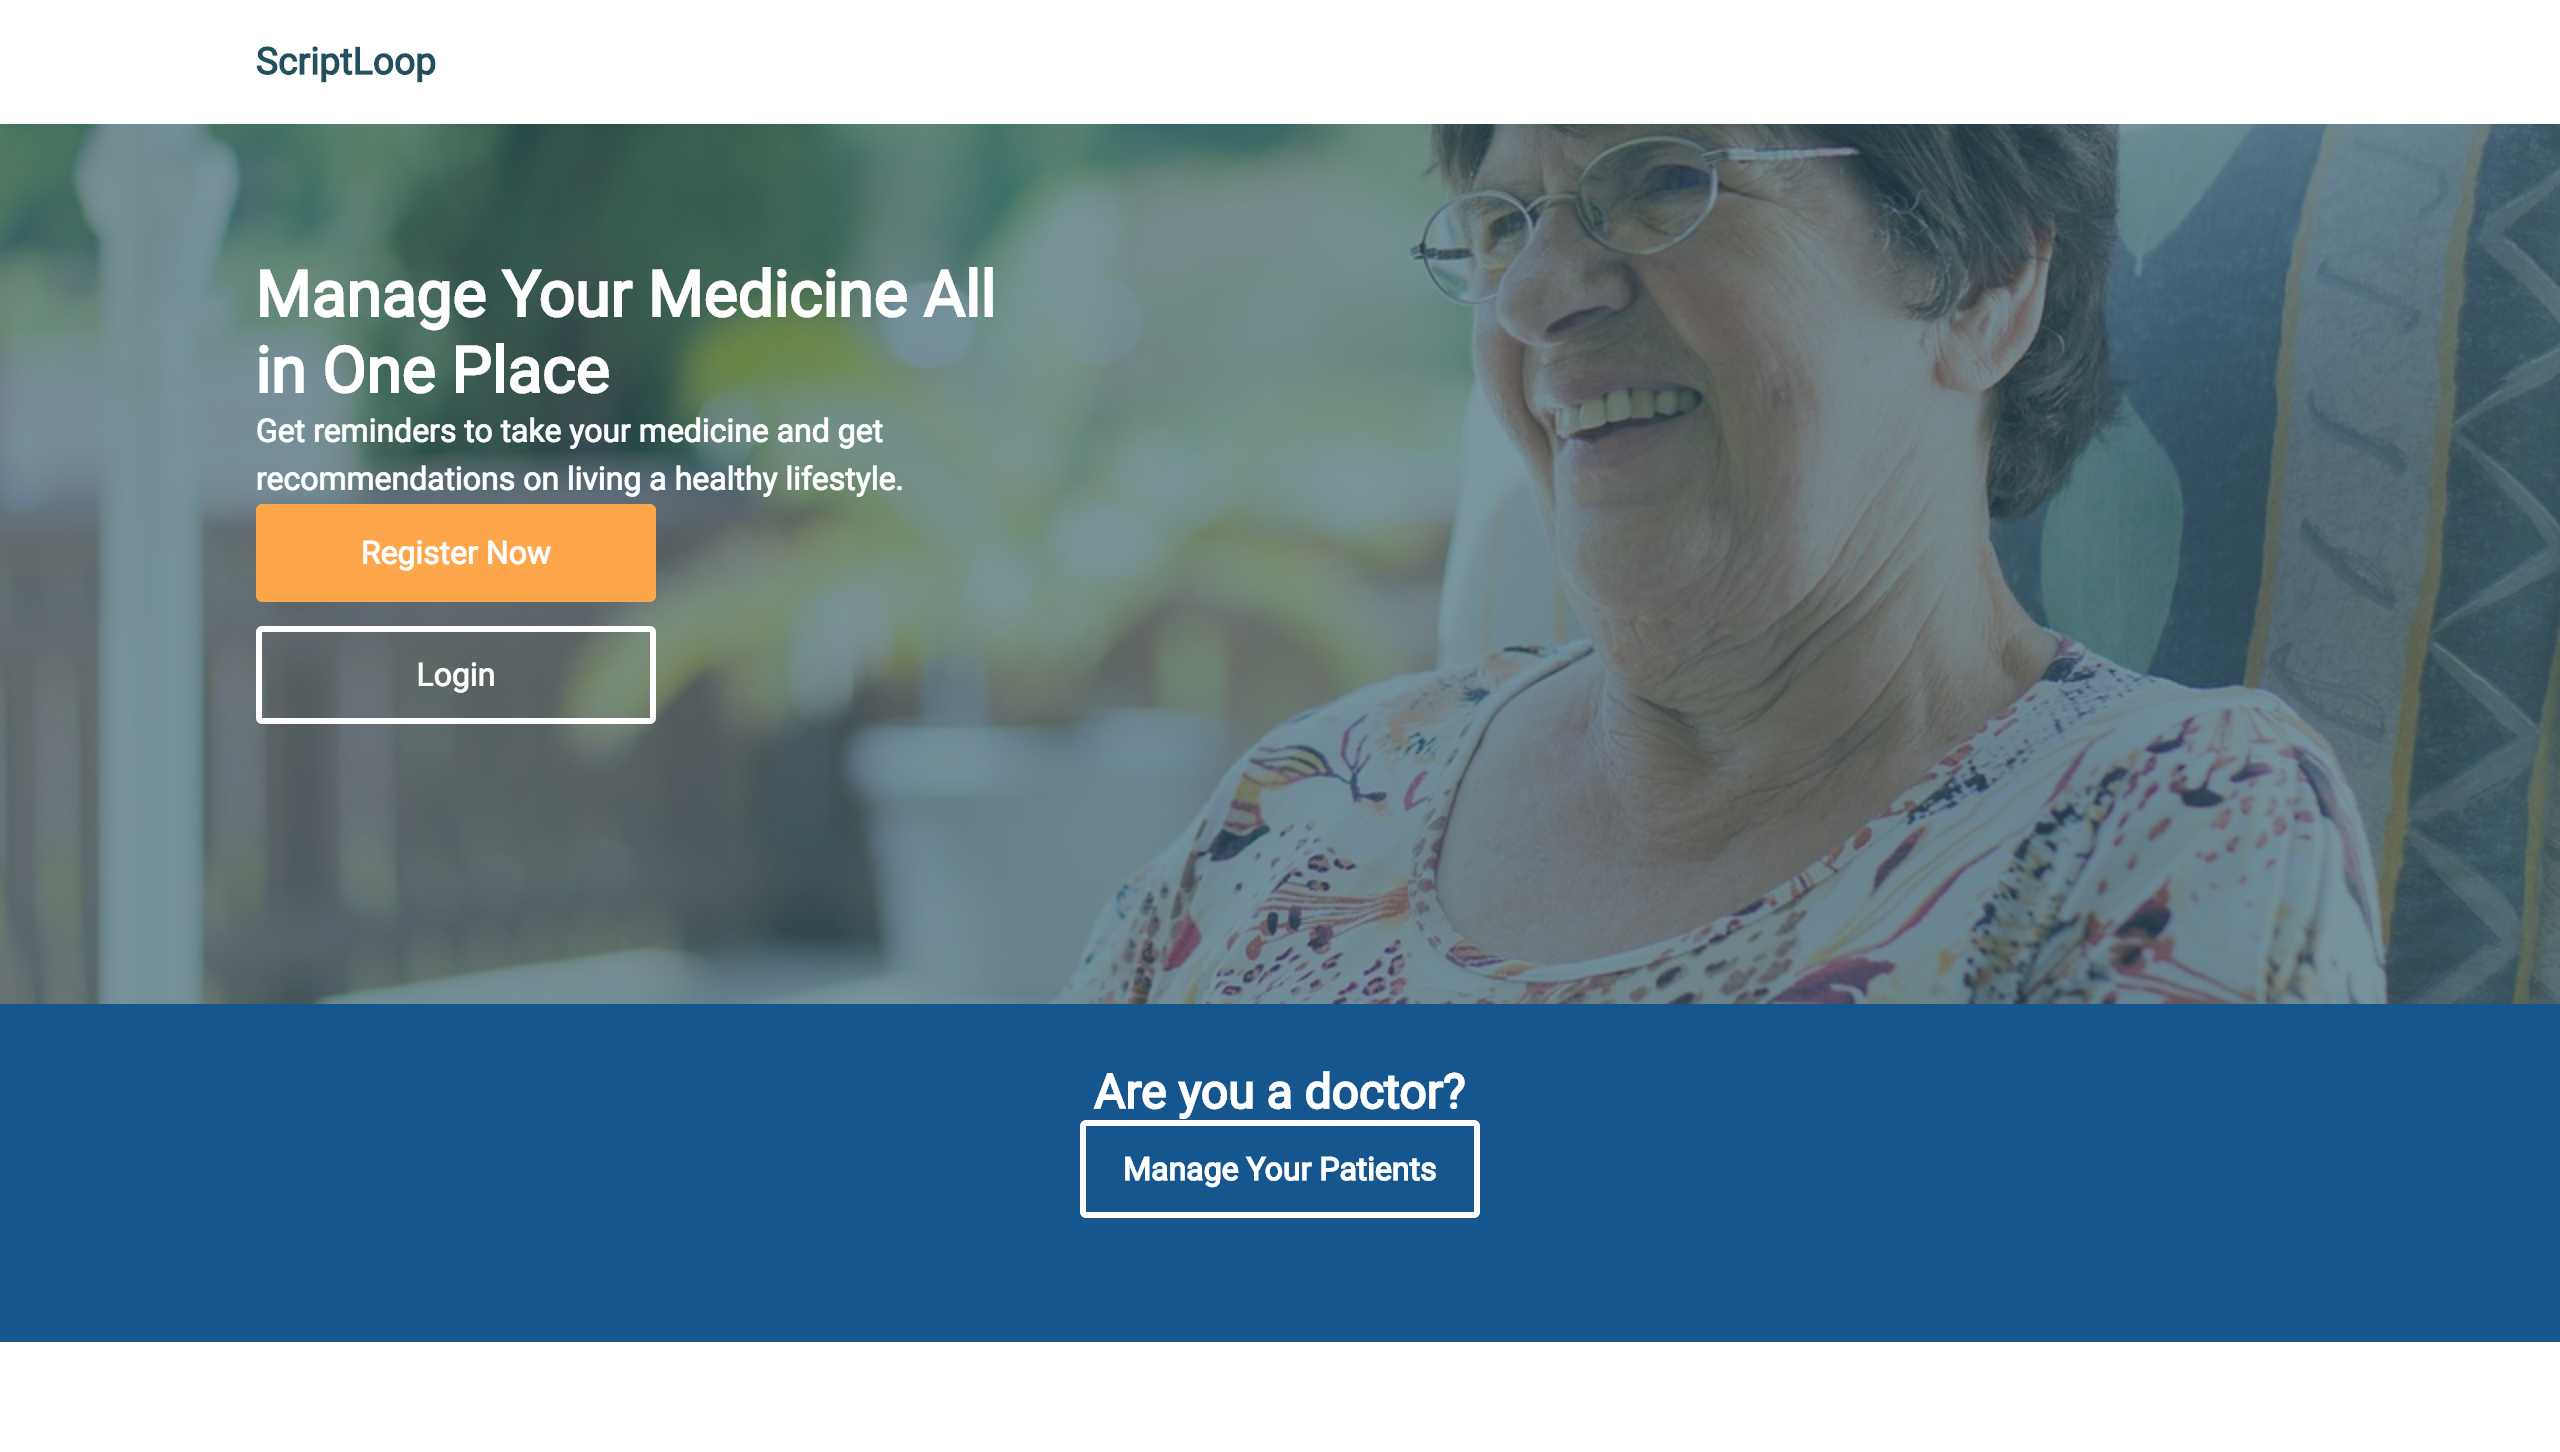 ScriptLoop
Manage Your Medicine All
in One Place
Get reminders to take your medicine and get
recommendations on living a healthy lifestyle.
Register Now
Login
Are you a doctor?
Manage Your Patients